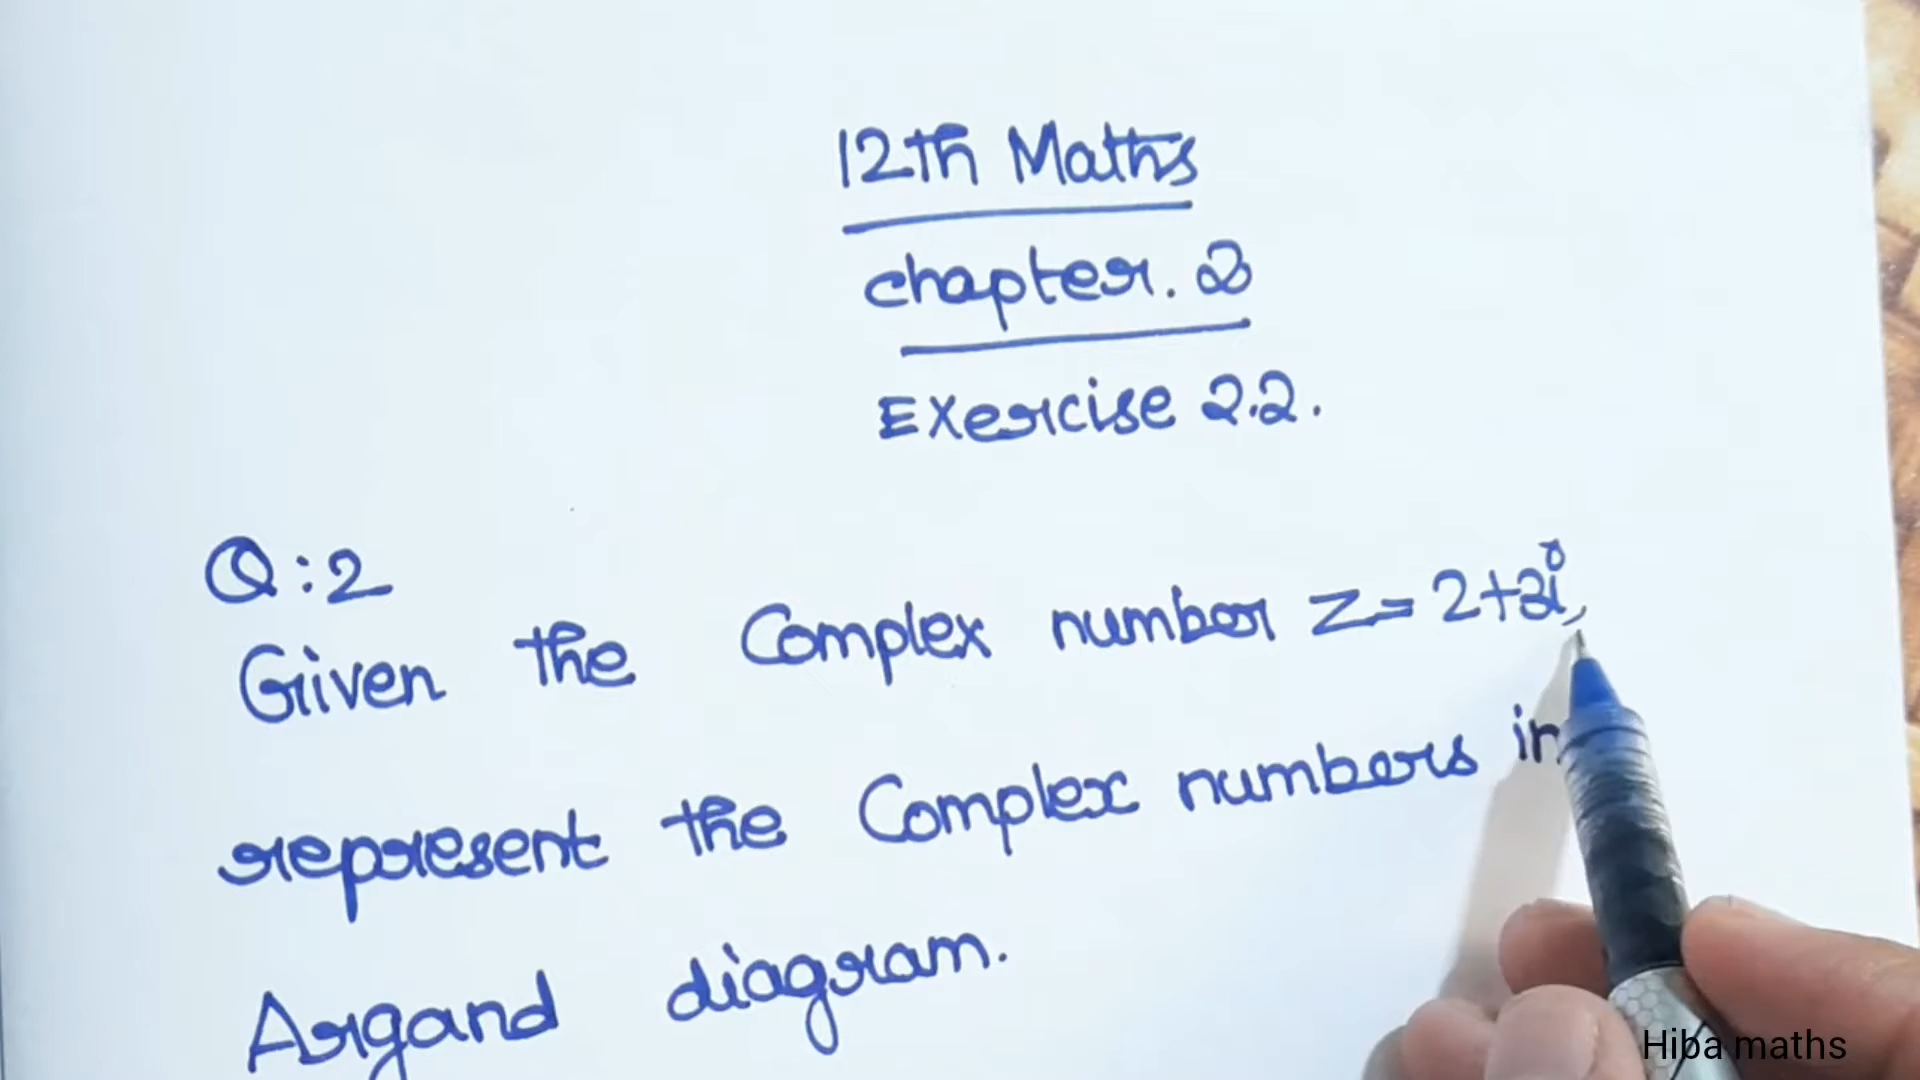 12th Maths
chapter. 2
Exercise 2.2.
Q:2
Given the Complex number Z = 2+3i,
represent the Complex numbers in
Argand diagram.
Hiba maths